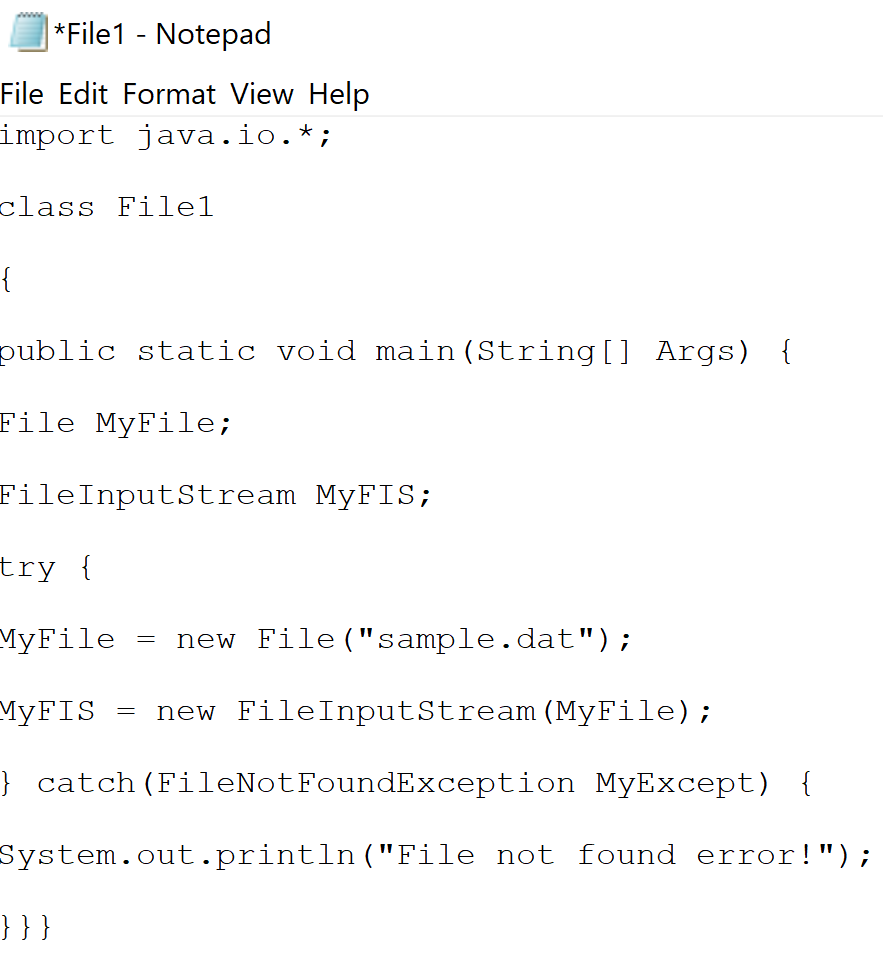 *File1 - Notepad
File Edit Format View Help
import java.io.*;
class File1
{
public static void main(String[] Args) {
File MyFile;
FileInputStream MyFIS;
try {
MyFile = new File("sample.dat");
MyFIS = new FileInputStream(MyFile);
} catch(FileNotFoundException MyExcept) {
System.out.println("File not found error!");
}}}